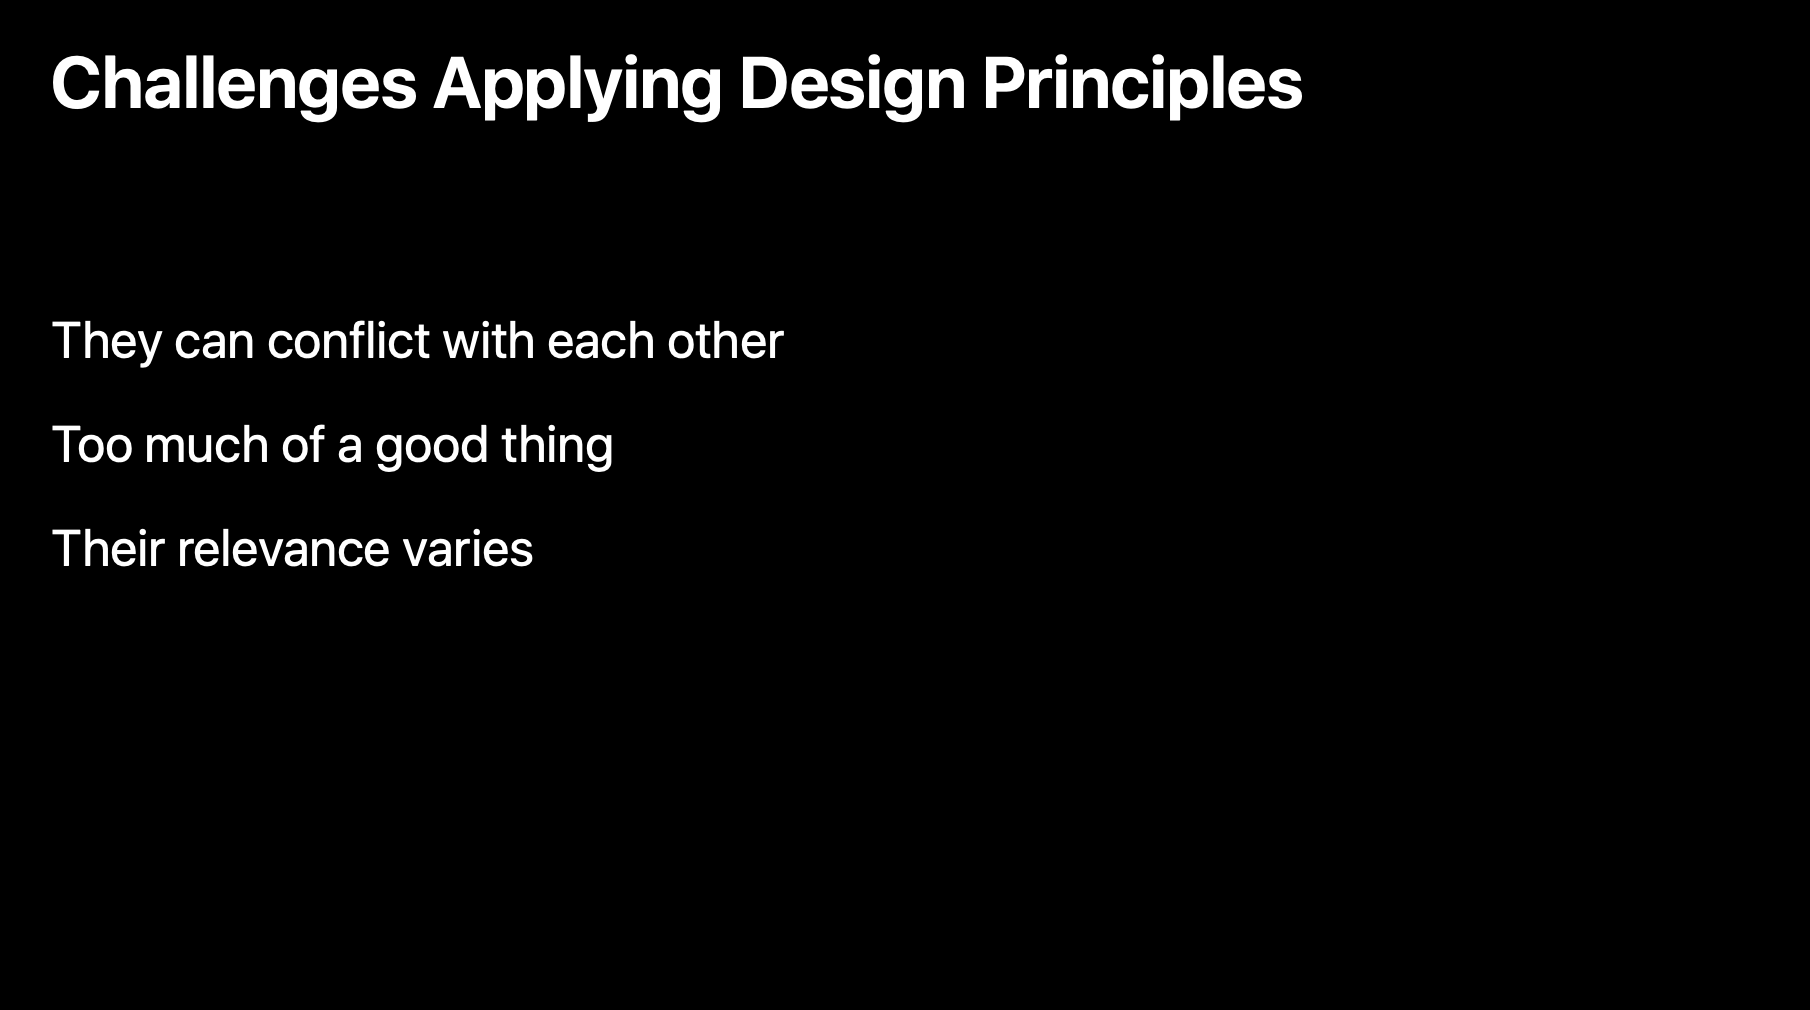 Challenges Applying Design Principles
They can conflict with each other
Too much of a good thing
Their relevance varies